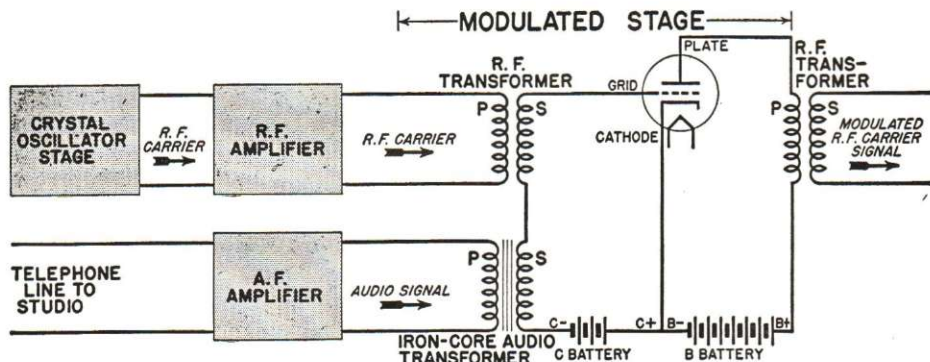 MODULATED STAGE
PLATE
R.F.
TRANS-
FORMER
R. F.
TRANSFORMER
GRID
P
S
P
S
CRYSTAL
OSCILLATOR
STAGE
R.F.
CARRIER
R.F.
AMPLIFIER
R.F. CARRIER
CATHODE
MODULATED
R.F. CARRIER
SIGNAL
TELEPHONE
LINE TO
STUDIO
A.F.
AMPLIFIER
AUDIO SIGNAL
P
S
IRON-CORE AUDIO
TRANSFORMER
C-
C+
B-
B+
C BATTERY
B BATTERY